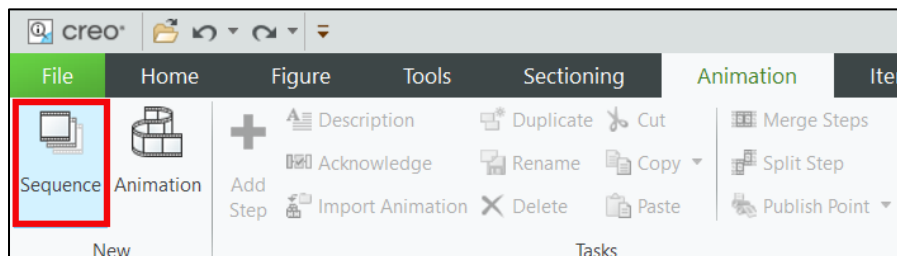 creo
File Home Figure Tools Sectioning Animation Ite
Description Duplicate Cut Merge Steps
Acknowledge Rename Copy Split Step
Sequence Animation Add
Step Import Animation Delete Paste Publish Point
New Tasks